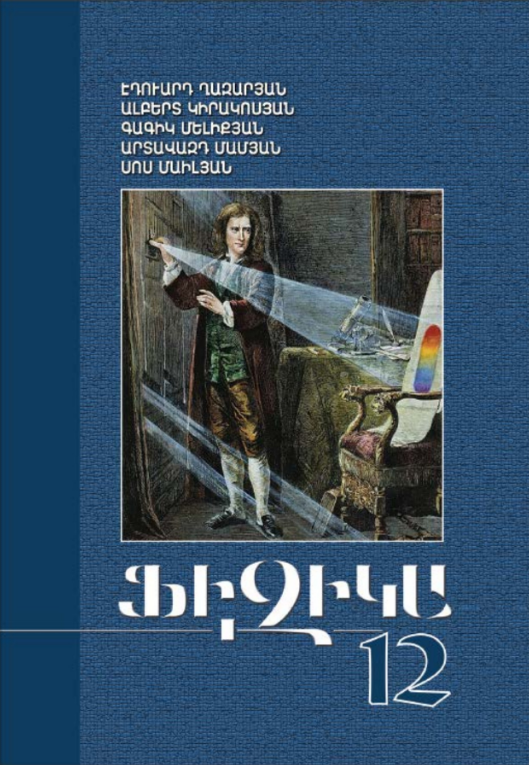 ԷԴՈՒԱՐԴ ՂԱԶԱՐՅԱՆ
ԱԼԲԵՐՏ ԿԻՐԱԿՈՍՅԱՆ
ԳԱԳԻԿ ՄԵԼԻՔՅԱՆ
ԱՐՏԱՎԱԶԴ ՄԱՄՅԱՆ
ՍՈՍ ՄԱԻԼՅԱՆ
ՖԻԶԻԿԱ
12